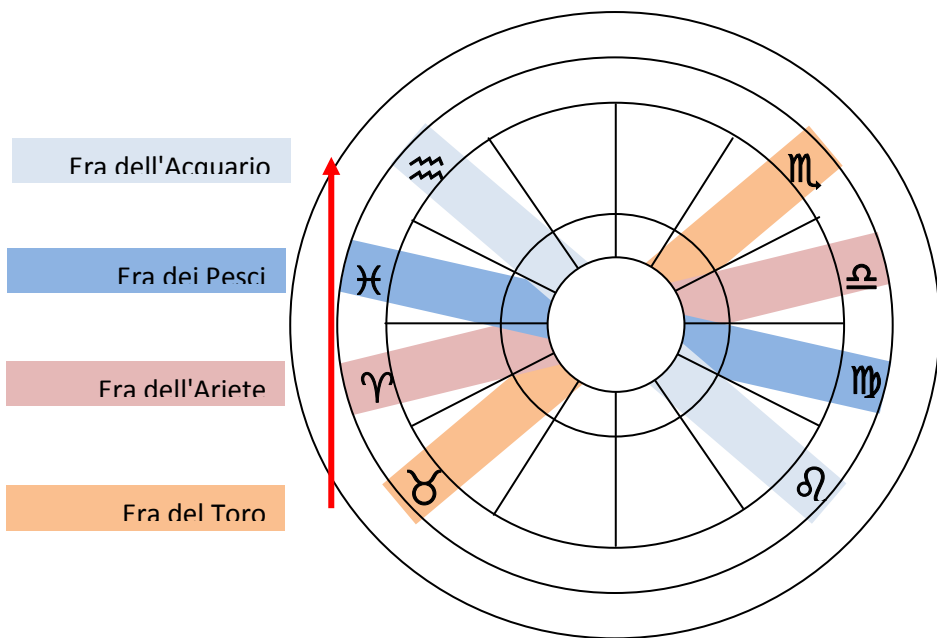 Era dell'Acquario
Era dei Pesci
Era dell'Ariete
Era del Toro
♒
♏
♓
♎
♈
♍
♉
♌